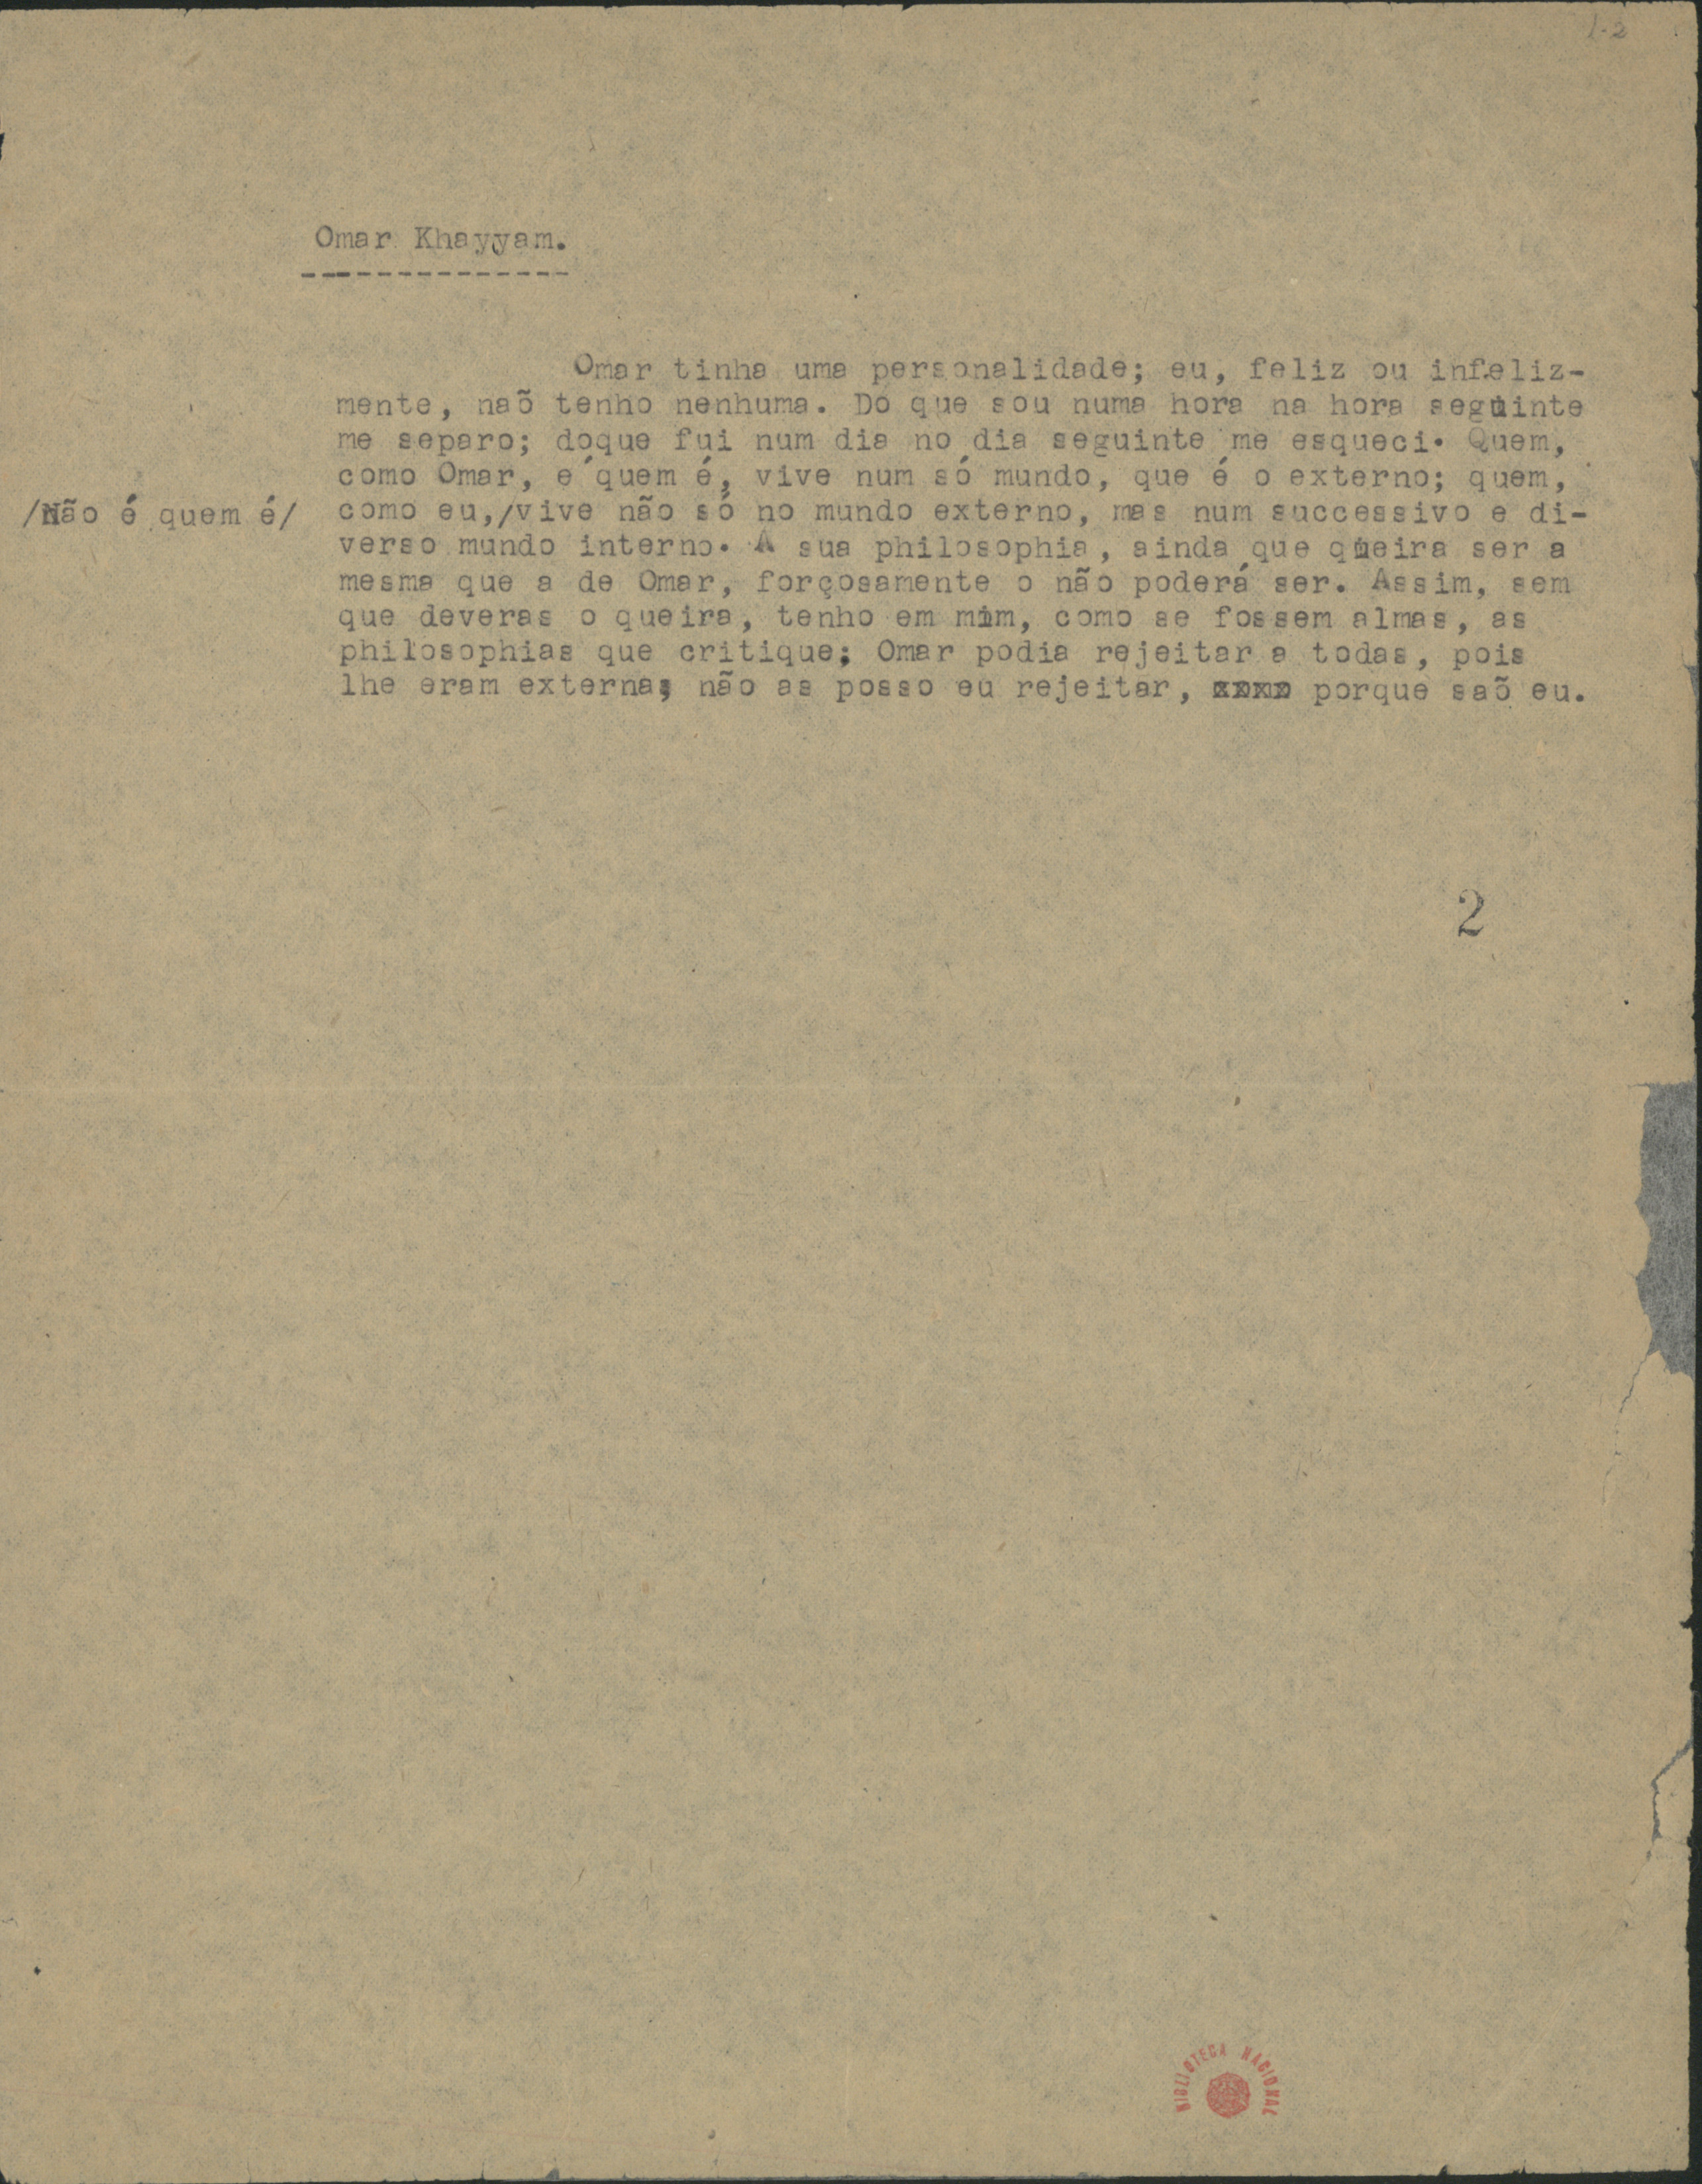 1-2
Omar Khayyam.
--------------
Omar tinha uma personalidade; eu, feliz ou infeliz-
mente, naõ tenho nenhuma. Do que sou numa hora na hora seguinte
me separo; doque fui num dia no dia seguinte me esqueci. Quem,
como Omar, é quem é, vive num só mundo, que é o externo; quem,
/Não é quem é/ como eu,/vive não só no mundo externo, mas num successivo e di-
verso mundo interno. A sua philosophia, ainda que queira ser a
mesma que a de Omar, forçosamente o não poderá ser. Assim, sem
que deveras o queira, tenho em mim, como se fossem almas, as
philosophias que critique; Omar podia rejeitar a todas, pois
lhe eram externas, não as posso eu rejeitar, xxxx porque saõ eu.
2
BIBLIOTECA NACIONAL